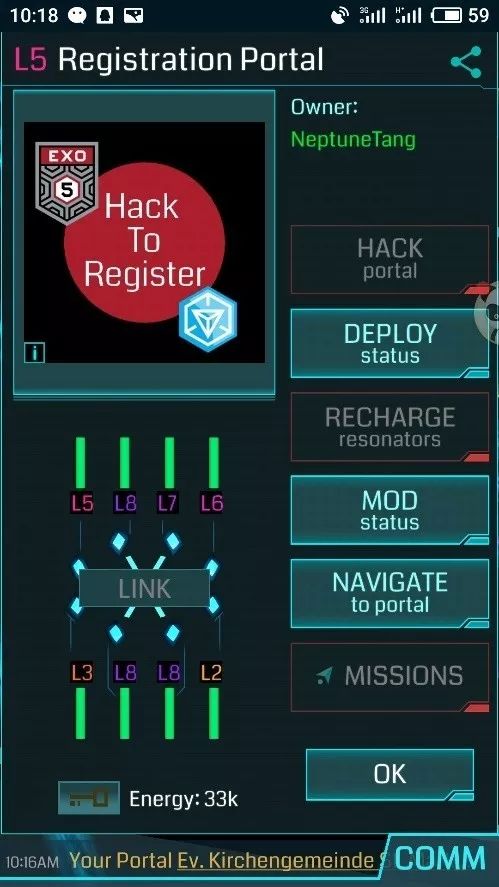 10:18
3G
H+
59
L5 Registration Portal
Owner:
NeptuneTang
EXO
5
Hack
To
Register
i
HACK
portal
DEPLOY
status
RECHARGE
resonators
L5 L8 L7 L6
MOD
status
LINK
NAVIGATE
to portal
L3 L8 L8 L2
MISSIONS
OK
Energy: 33k
10:16AM Your Portal Ev. Kirchengemeinde
COMM